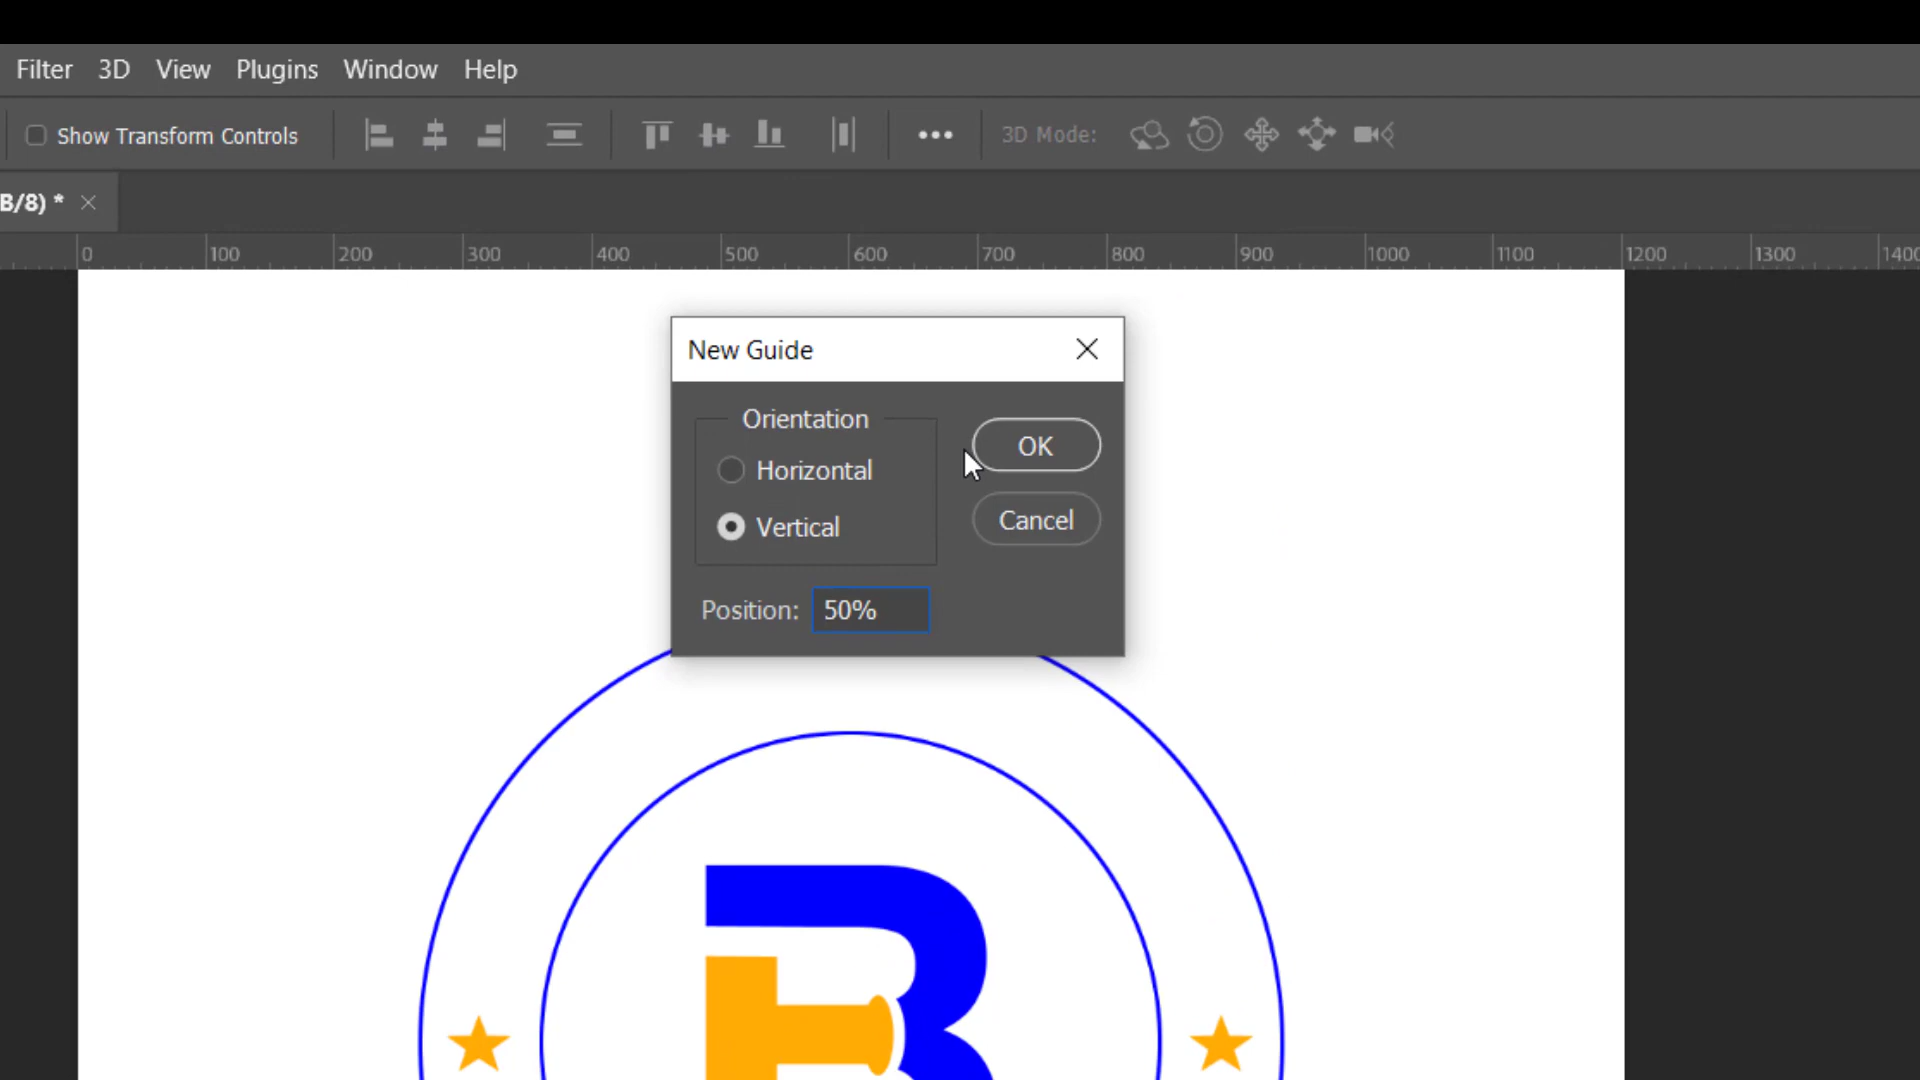 Filter 3D View Plugins Window Help
Show Transform Controls 3D Mode:
B/8) *
0 100 200 300 400 500 600 700 800 900 1000 1100 1200 1300 1400
New Guide
Orientation
OK
Horizontal
Cancel
Vertical
Position: 50%
B